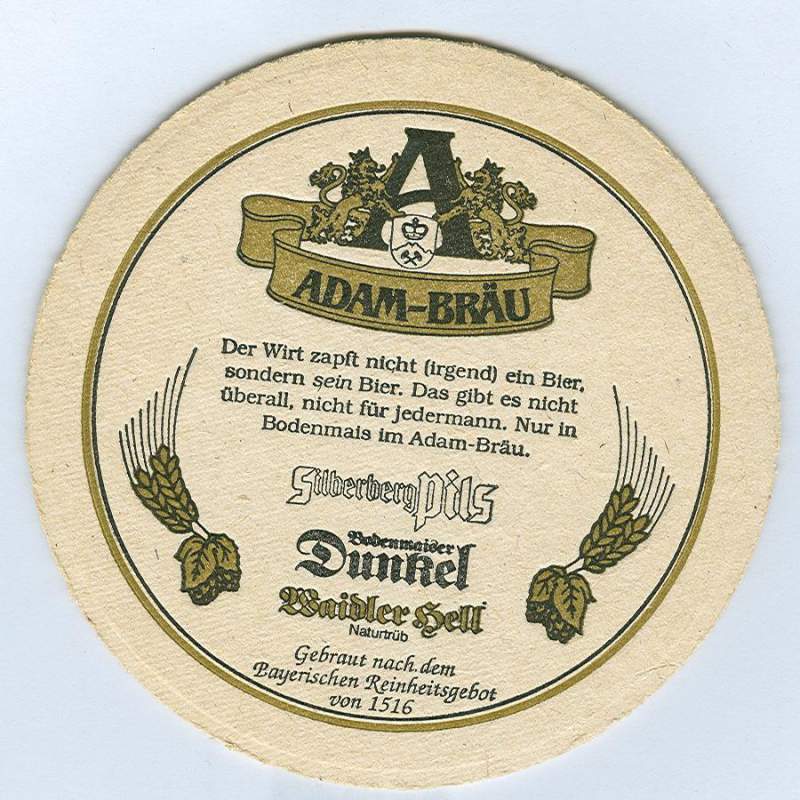 A
ADAM-BRÄU
Der Wirt zapft nicht (irgend) ein Bier,
sondern sein Bier. Das gibt es nicht
überall, nicht für jedermann. Nur in
Bodenmais im Adam-Bräu.
Silberberg Pils
Bodenmaiser
Dunkel
Waidler Hell
Naturtrüb
Gebraut nach dem
Bayerischen Reinheitsgebot
von 1516